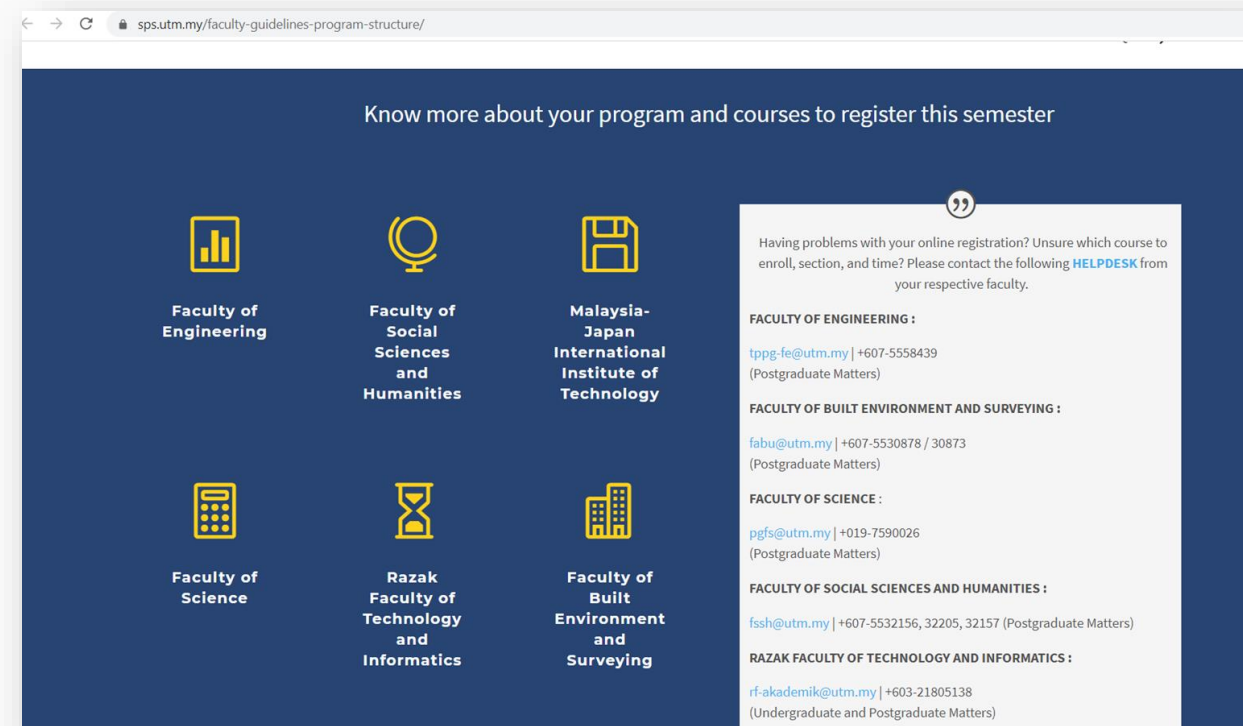 sps.utm.my/faculty-guidelines-program-structure/
Know more about your program and courses to register this semester
Faculty of
Engineering
Faculty of
Social
Sciences
and
Humanities
Malaysia-
Japan
International
Institute of
Technology
Faculty of
Science
Razak
Faculty of
Technology
and
Informatics
Faculty of
Built
Environment
and
Surveying
Having problems with your online registration? Unsure which course to
enroll, section, and time? Please contact the following HELPDESK from
your respective faculty.
FACULTY OF ENGINEERING :
tppg-fe@utm.my | +607-5558439
(Postgraduate Matters)
FACULTY OF BUILT ENVIRONMENT AND SURVEYING :
fabu@utm.my | +607-5530878 / 30873
(Postgraduate Matters)
FACULTY OF SCIENCE :
pgfs@utm.my | +019-7590026
(Postgraduate Matters)
FACULTY OF SOCIAL SCIENCES AND HUMANITIES :
fssh@utm.my | +607-5532156, 32205, 32157 (Postgraduate Matters)
RAZAK FACULTY OF TECHNOLOGY AND INFORMATICS :
rf-akademik@utm.my | +603-21805138
(Undergraduate and Postgraduate Matters)